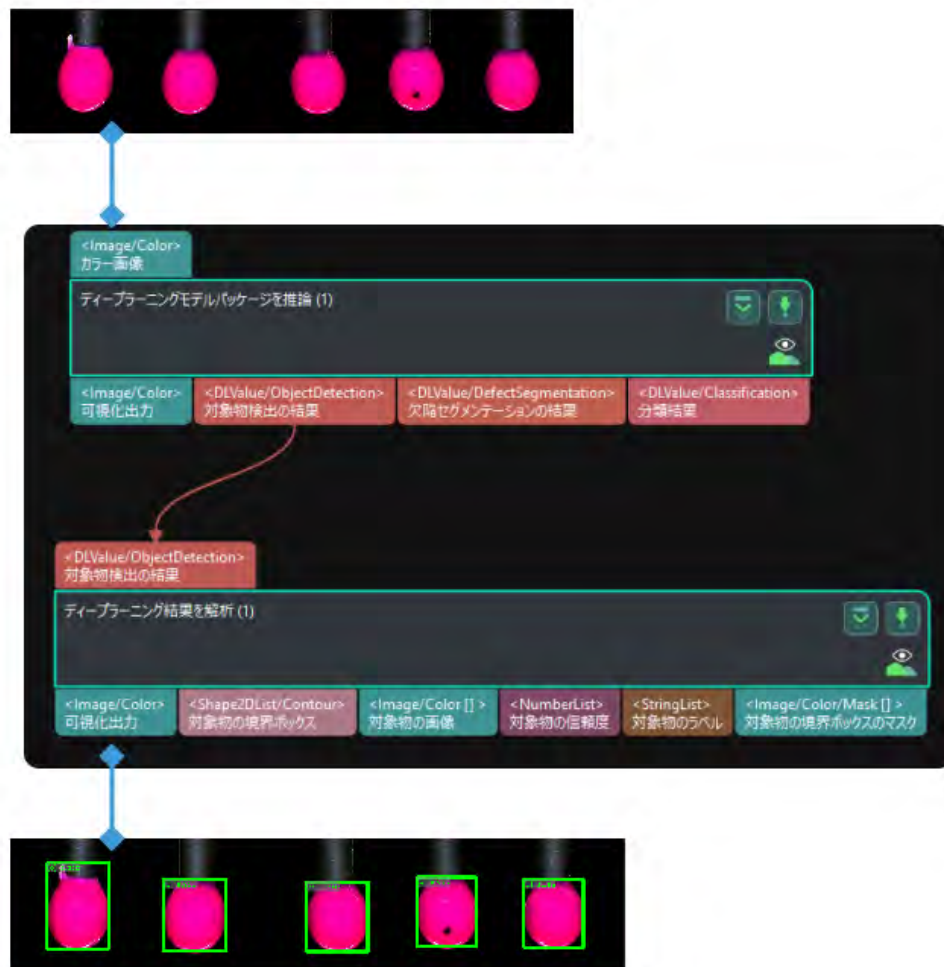 <Image/Color>
カラー画像
ディープラーニングモデルパッケージを推論 (1)
<Image/Color>
可視化出力
<DLValue/ObjectDetection>
対象物検出の結果
<DLValue/DefectSegmentation>
欠陥セグメンテーションの結果
<DLValue/Classification>
分類結果
<DLValue/ObjectDetection>
対象物検出の結果
ディープラーニング結果を解析 (1)
<Image/Color>
可視化出力
<Shape2DList/Contour>
対象物の境界ボックス
<Image/Color [] >
対象物の画像
<NumberList>
対象物の信頼度
<StringList>
対象物のラベル
<Image/Color/Mask [] >
対象物の境界ボックスのマスク